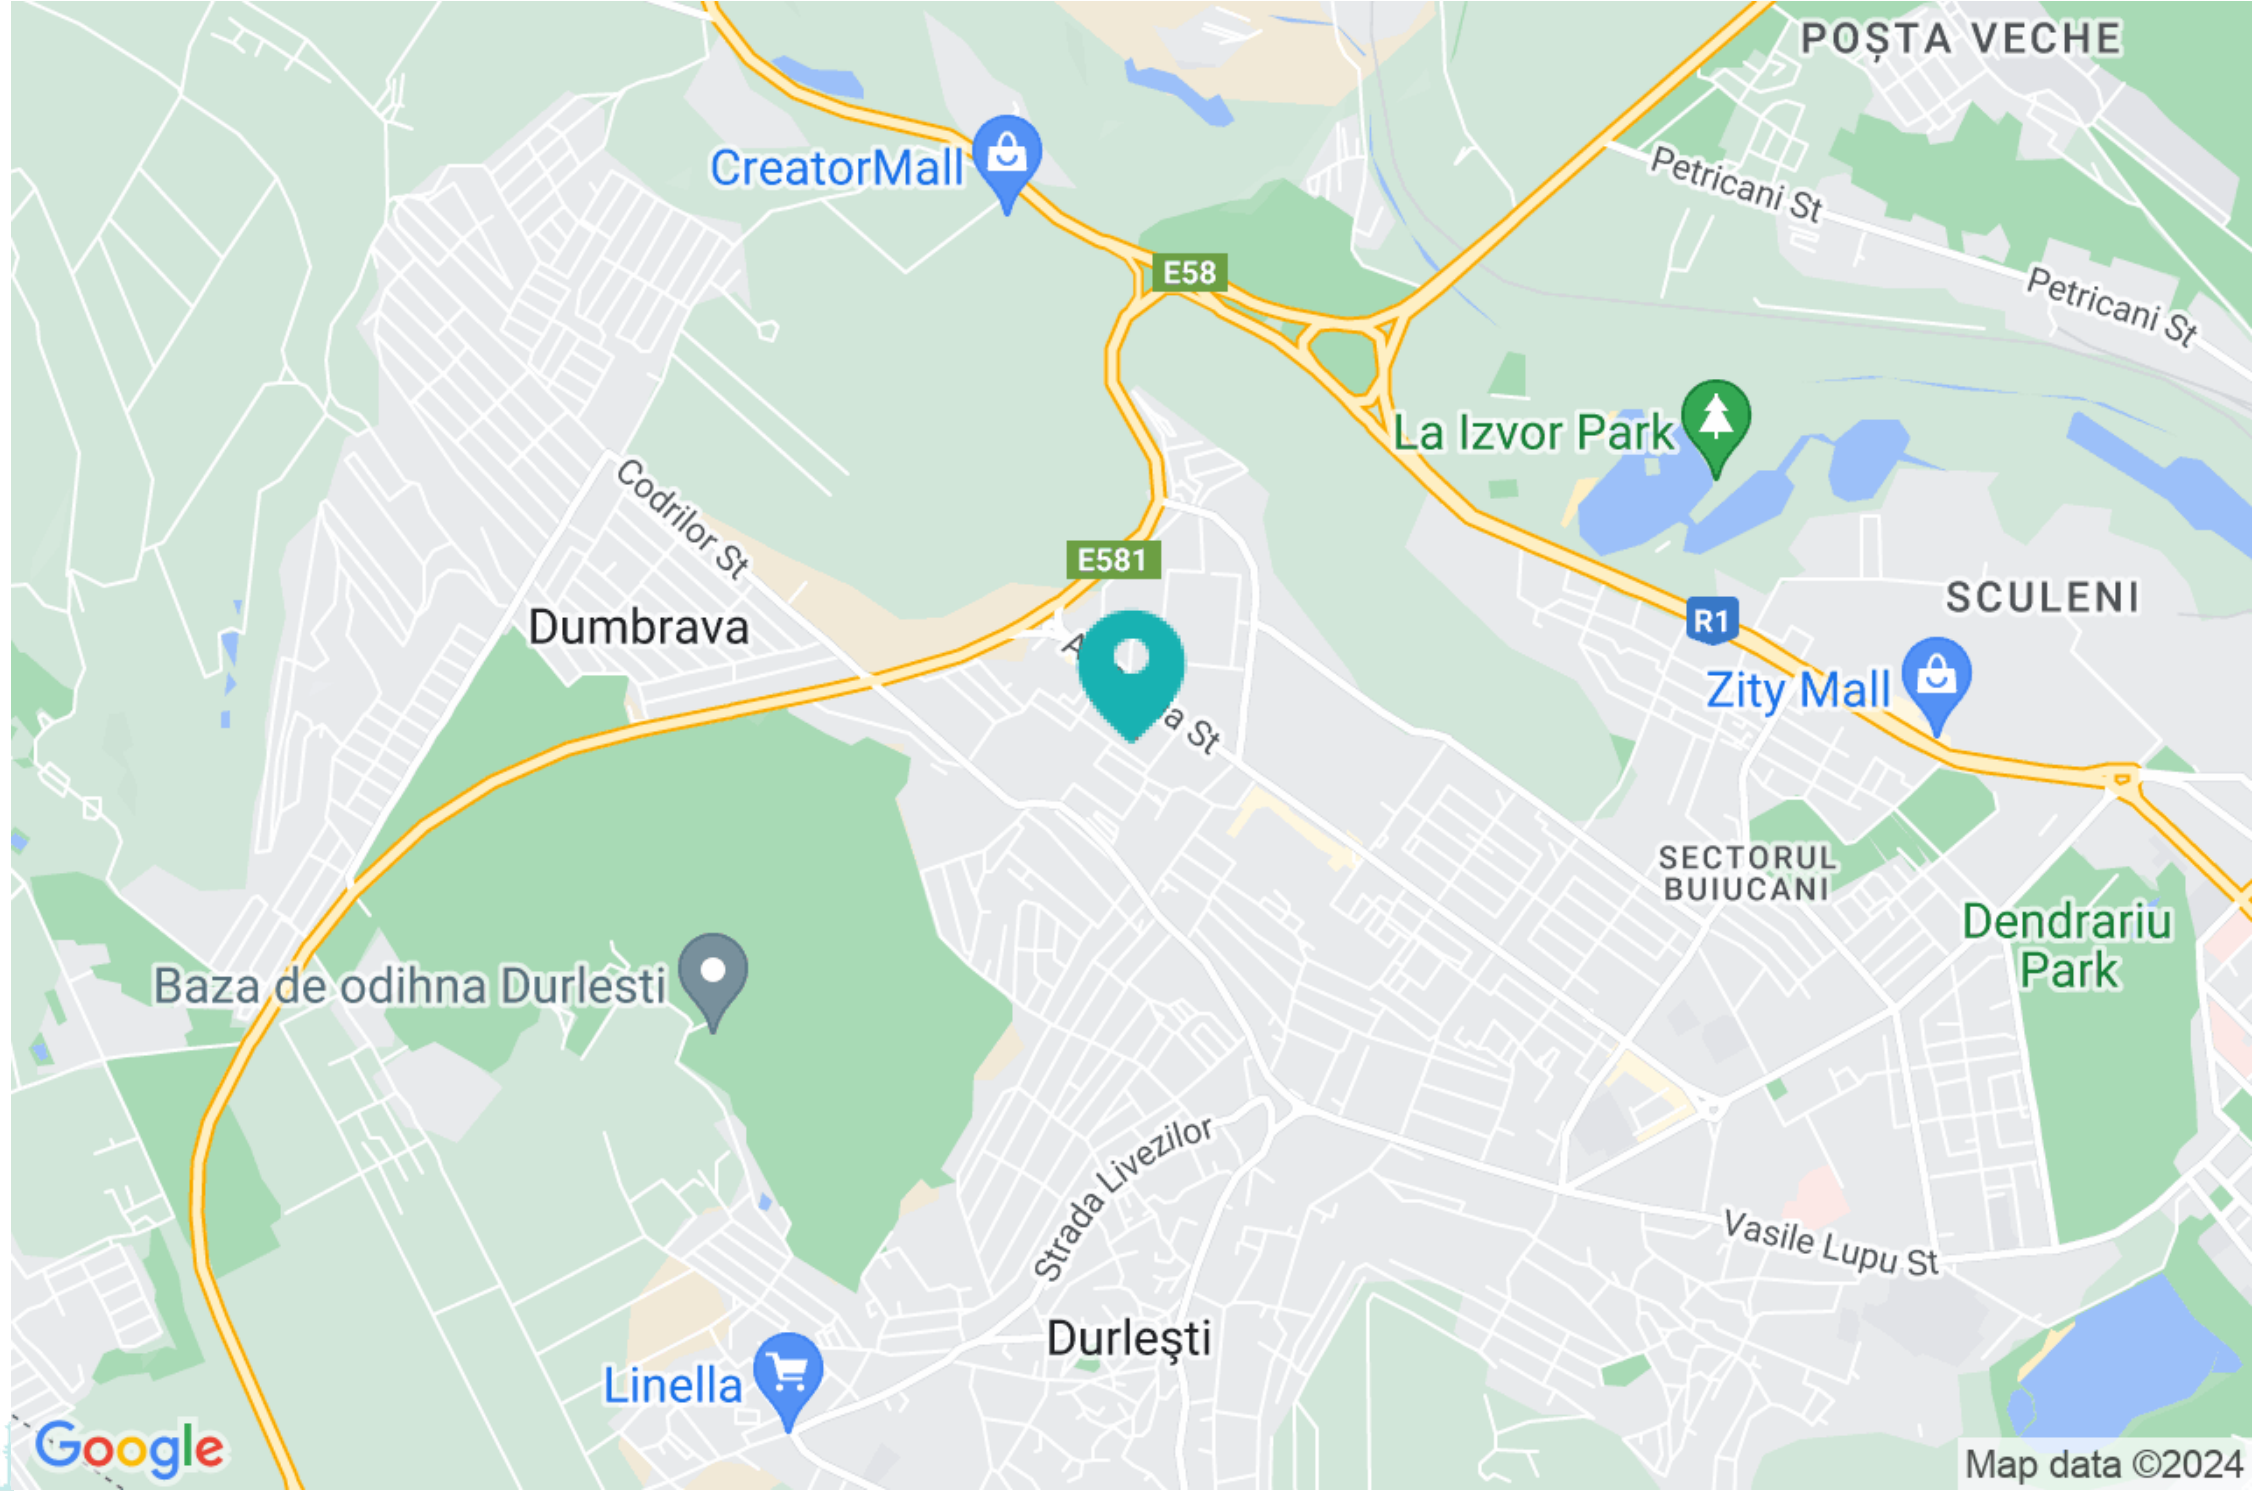 POȘTA VECHE
CreatorMall
Petricani St
E58
Petricani St
La Izvor Park
Codrilor St
E581
SCULENI
Dumbrava
R1
Zity Mall
St
SECTORUL
BUIUCANI
Dendrariu
Park
Baza de odihna Durlesti
Strada Livezilor
Vasile Lupu St
Durleşti
Linella
Google
Map data ©2024